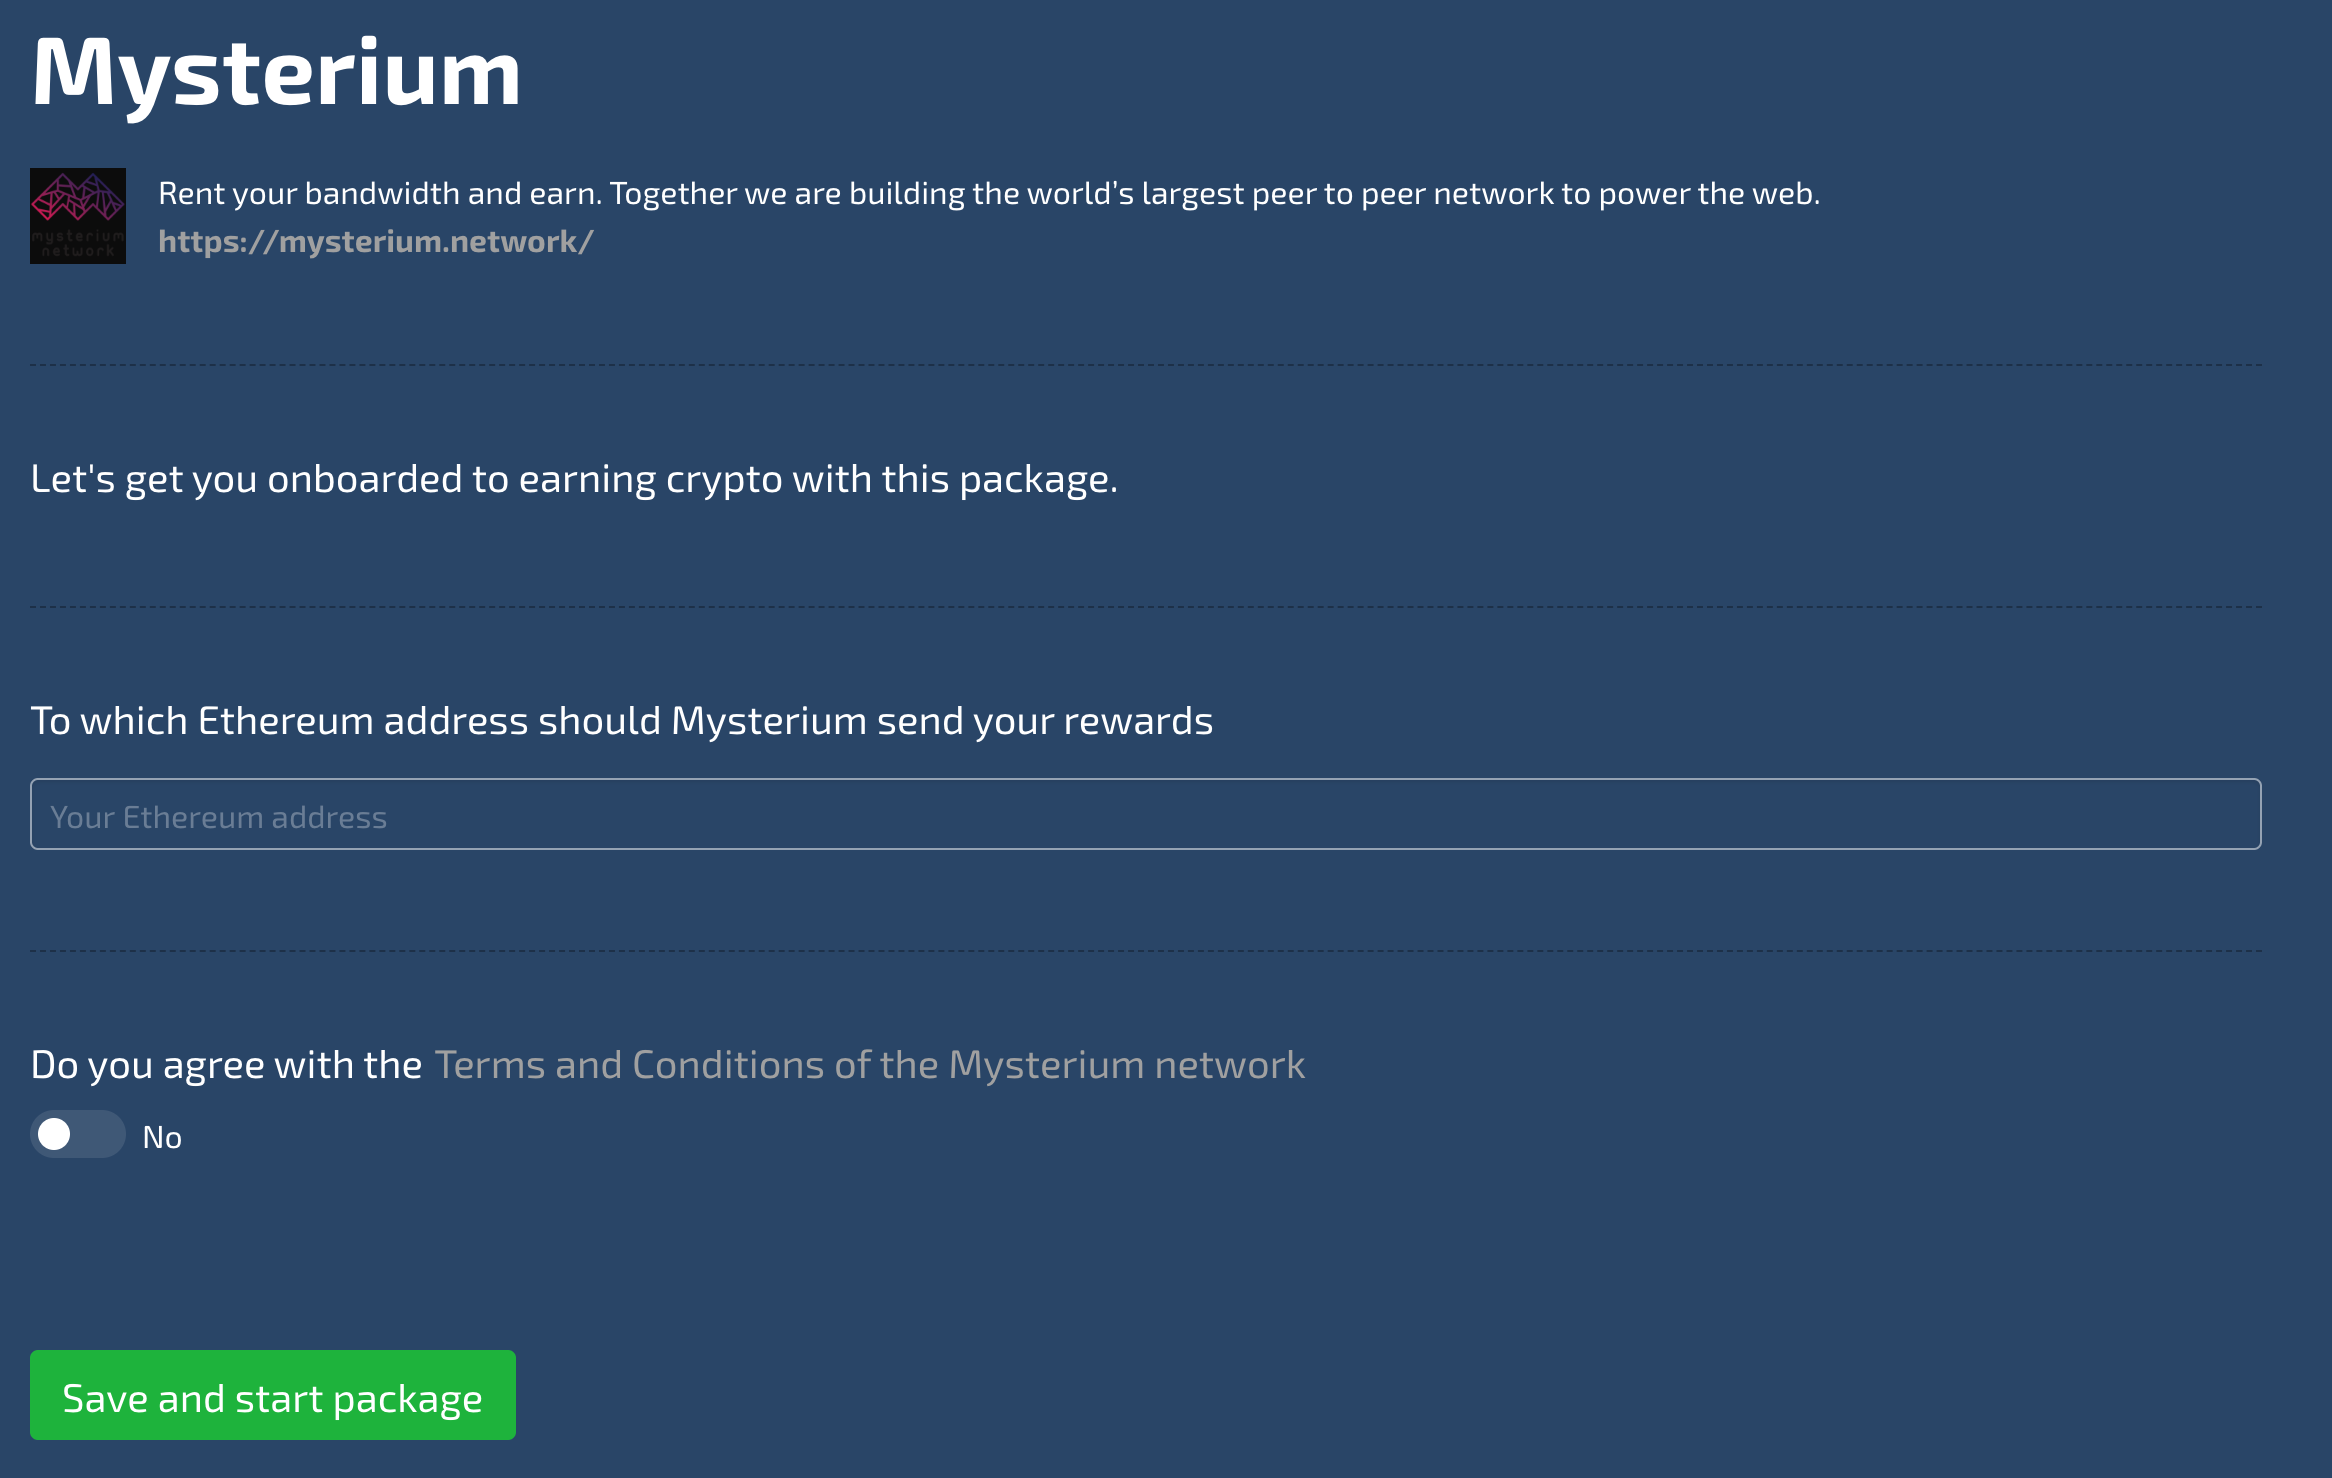 Mysterium
Rent your bandwidth and earn. Together we are building the world's largest peer to peer network to power the web.
mysterium
network
https://mysterium.network/
Let's get you onboarded to earning crypto with this package.
To which Ethereum address should Mysterium send your rewards
Your Ethereum address
Do you agree with the Terms and Conditions of the Mysterium network
No
Save and start package